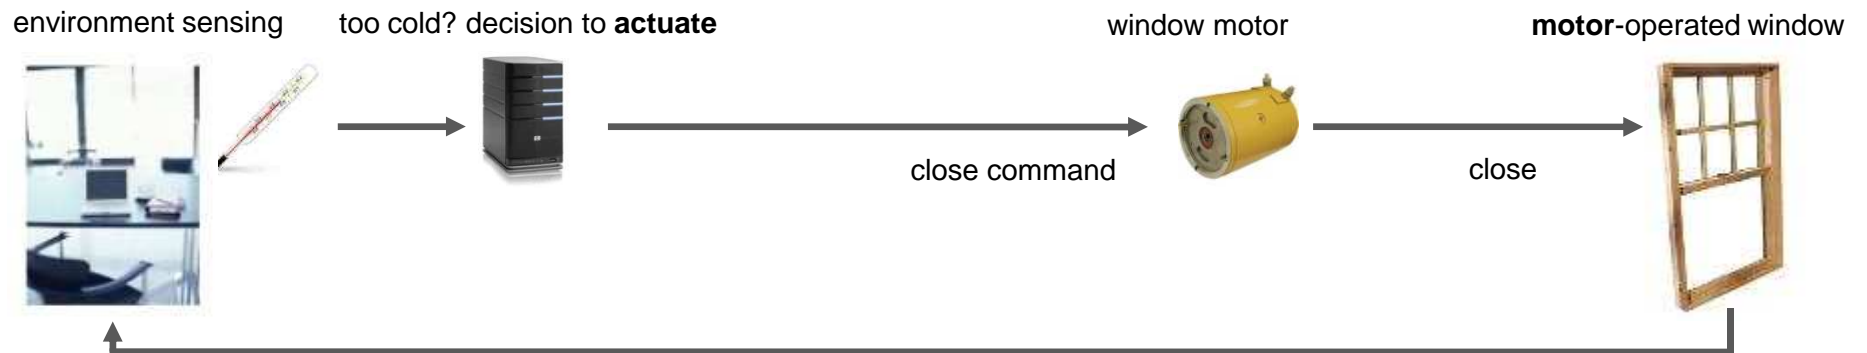 environment sensing
too cold? decision to actuate
window motor
motor-operated window
close command
close